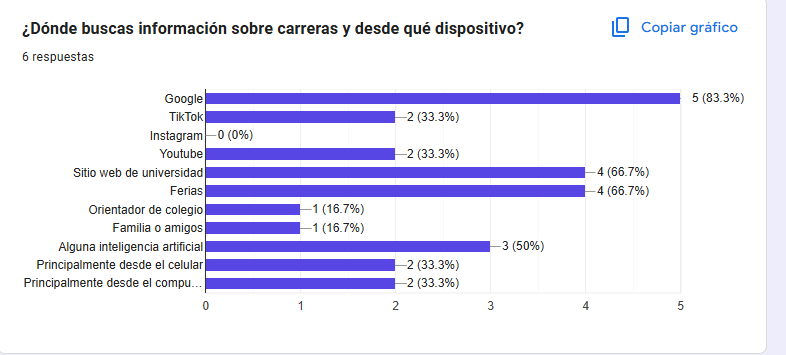 ¿Dónde buscas información sobre carreras y desde qué dispositivo?
Copiar gráfico
6 respuestas
Google 5 (83.3%)
TikTok 2 (33.3%)
Instagram 0 (0%)
Youtube 2 (33.3%)
Sitio web de universidad 4 (66.7%)
Ferias 4 (66.7%)
Orientador de colegio 1 (16.7%)
Familia o amigos 1 (16.7%)
Alguna inteligencia artificial 3 (50%)
Principalmente desde el celular 2 (33.3%)
Principalmente desde el compu… 2 (33.3%)
0 1 2 3 4 5